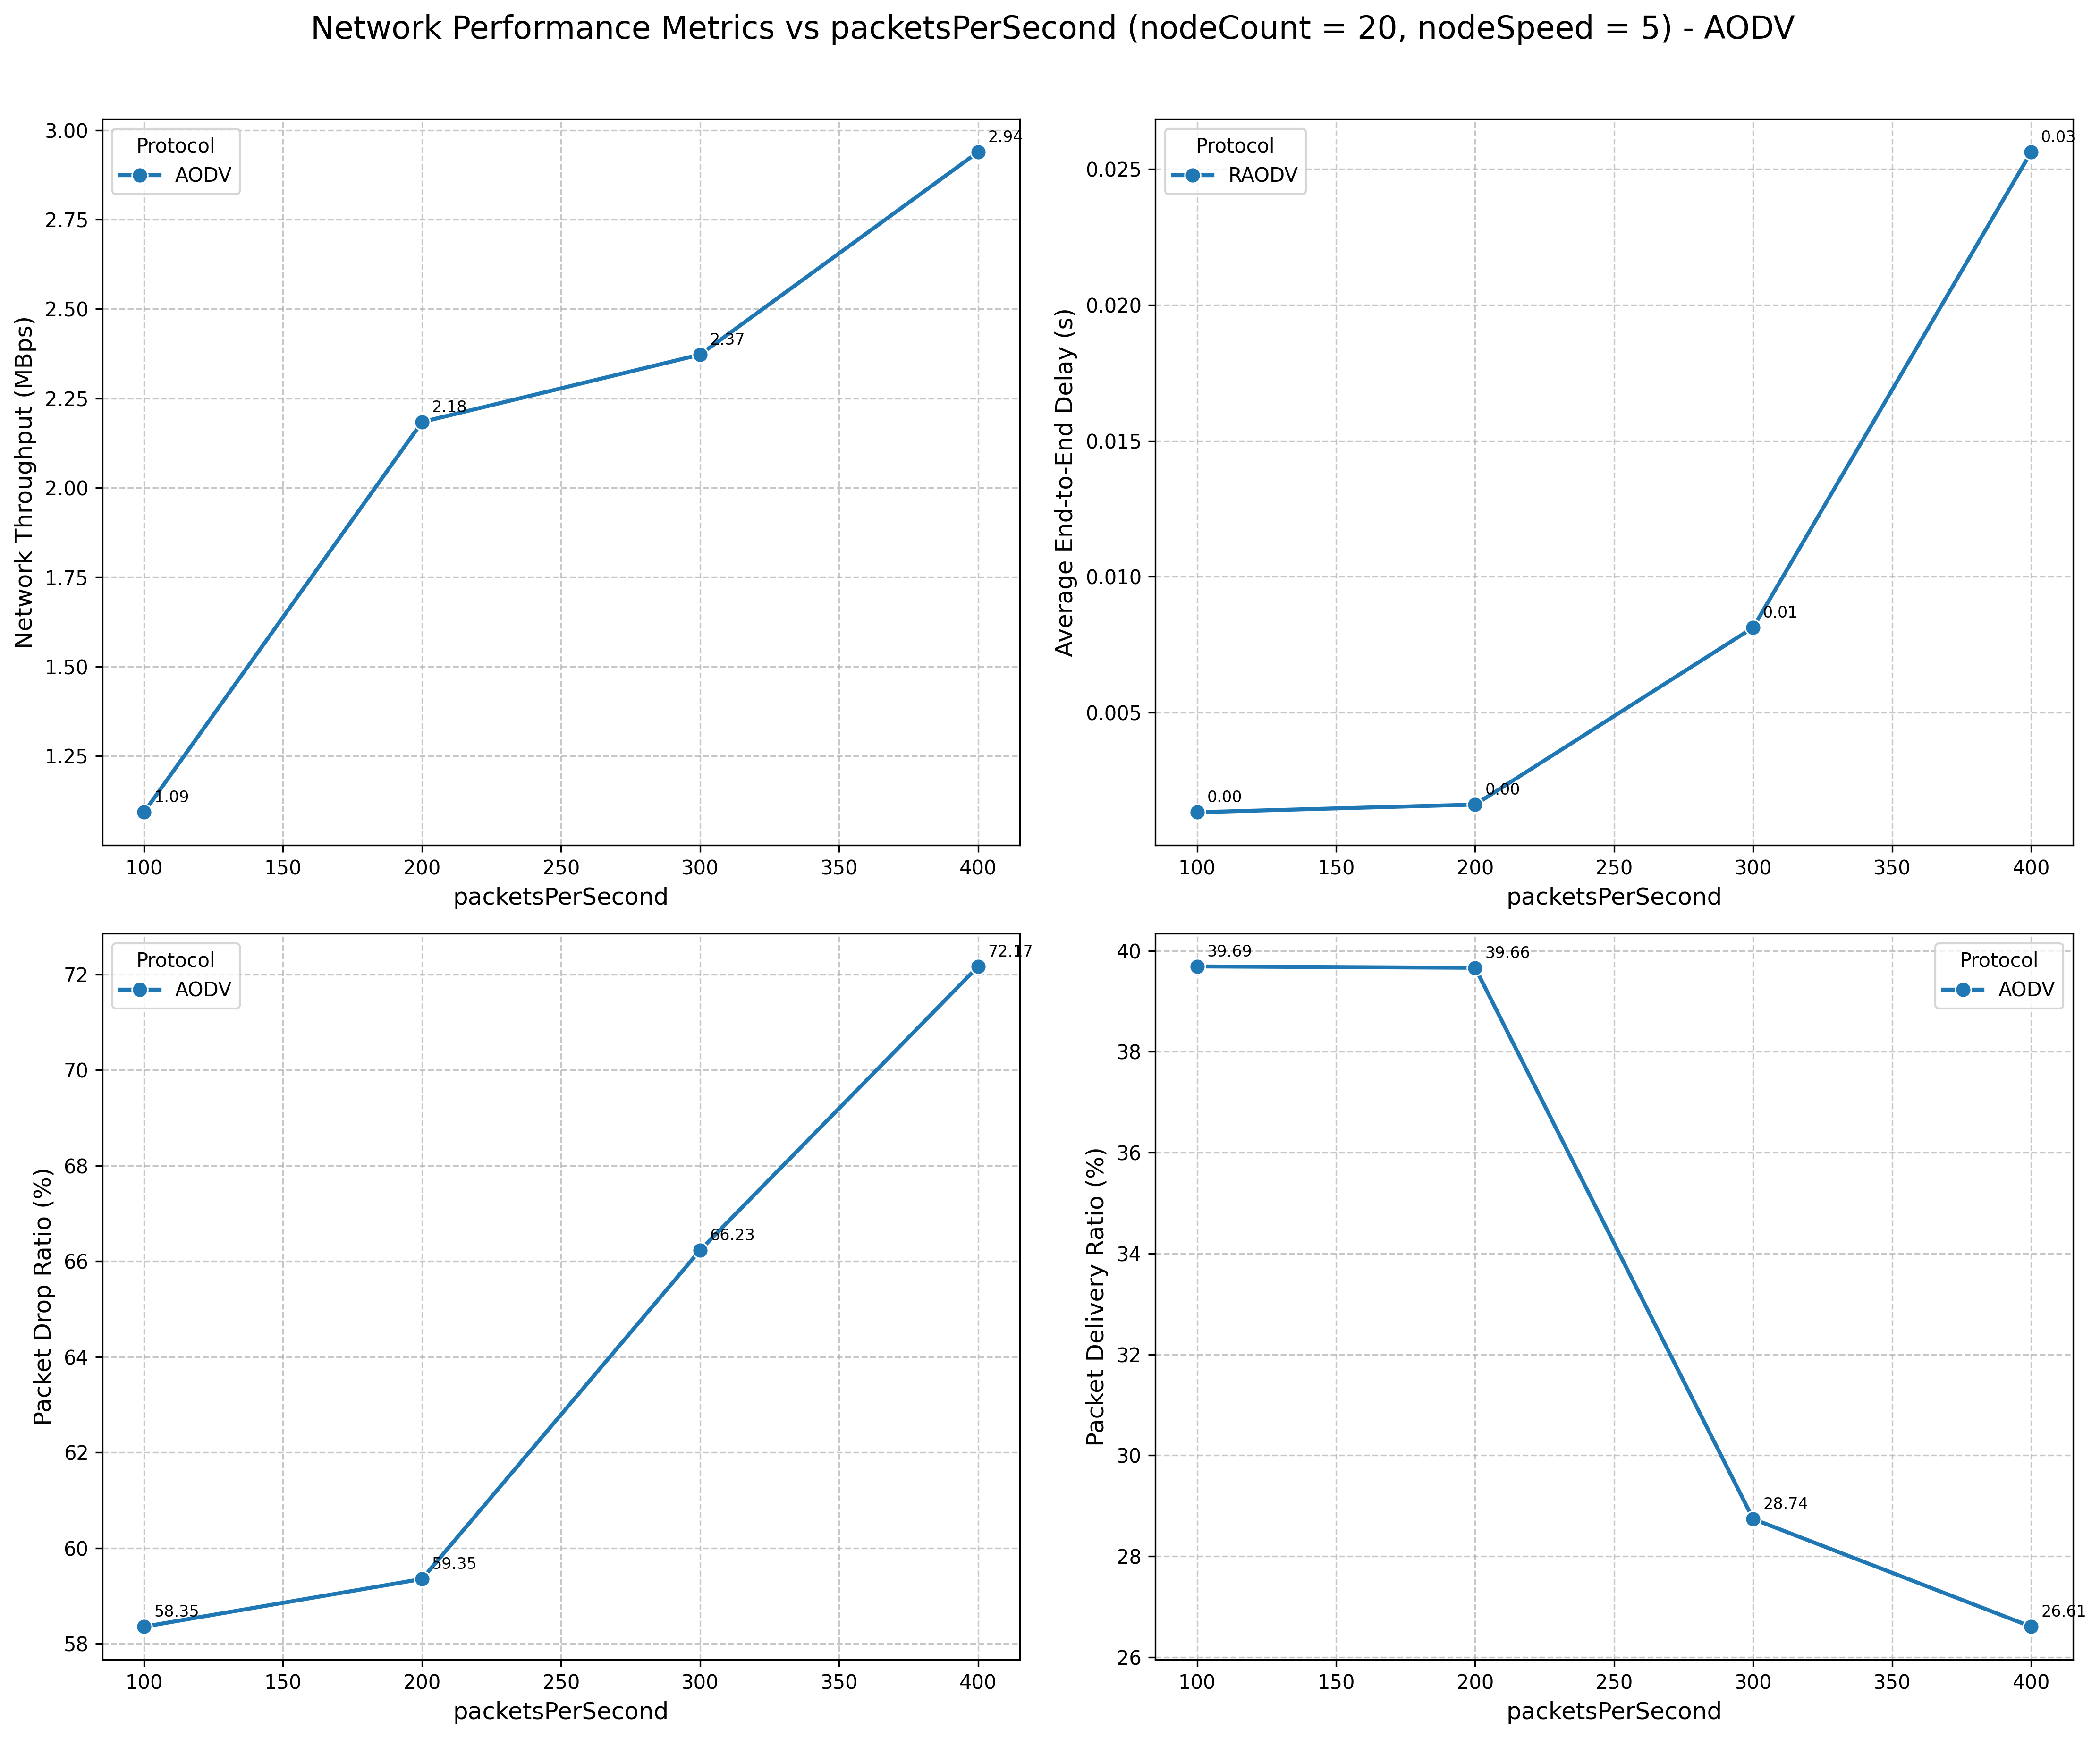 Network Performance Metrics vs packetsPerSecond (nodeCount = 20, nodeSpeed = 5) - AODV
Network Throughput (MBps)
3.00
2.75
2.50
2.25
2.00
1.75
1.50
1.25
Protocol
AODV
1.09
2.18
2.37
2.94
100 150 200 250 300 350 400
packetsPerSecond
Average End-to-End Delay (s)
0.025
0.020
0.015
0.010
0.005
Protocol
RAODV
0.00
0.00
0.01
0.03
100 150 200 250 300 350 400
packetsPerSecond
Packet Drop Ratio (%)
72
70
68
66
64
62
60
58
Protocol
AODV
58.35
59.35
66.23
72.17
100 150 200 250 300 350 400
packetsPerSecond
Packet Delivery Ratio (%)
40
38
36
34
32
30
28
26
Protocol
AODV
39.69
39.66
28.74
26.61
100 150 200 250 300 350 400
packetsPerSecond